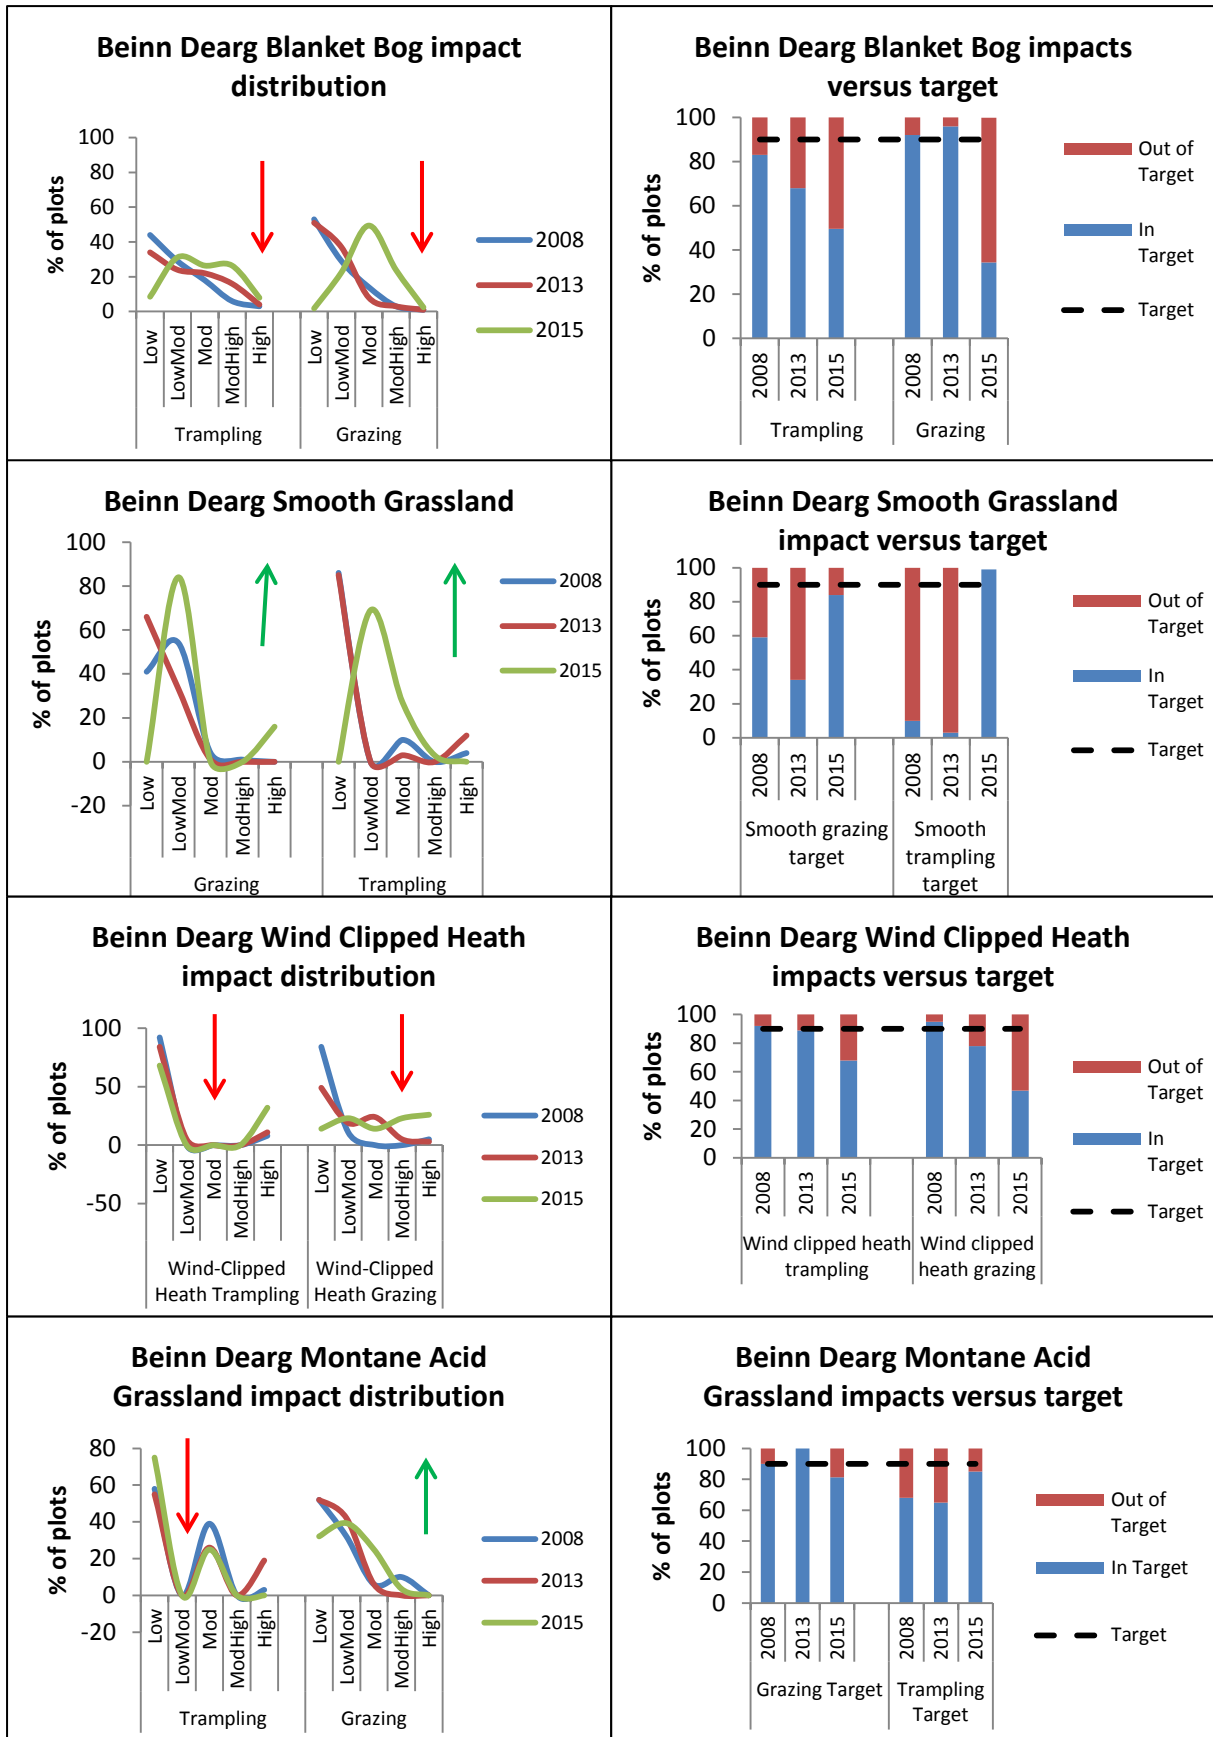 Beinn Dearg Blanket Bog impact
distribution
% of plots
100
80
60
40
20
0
Low
LowMod
Mod
ModHigh
High
Low
LowMod
Mod
ModHigh
High
Trampling
Grazing
2008
2013
2015
Beinn Dearg Blanket Bog impacts
versus target
% of plots
100
80
60
40
20
0
2008
2013
2015
2008
2013
2015
Trampling
Grazing
Out of
Target
In
Target
Target
Beinn Dearg Smooth Grassland
% of plots
100
80
60
40
20
0
-20
Low
LowMod
Mod
ModHigh
High
Low
LowMod
Mod
ModHigh
High
Grazing
Trampling
2008
2013
2015
Beinn Dearg Smooth Grassland
impact versus target
% of plots
100
80
60
40
20
0
2008
2013
2015
2008
2013
2015
Smooth grazing
target
Smooth
trampling
target
Out of
Target
In
Target
Target
Beinn Dearg Wind Clipped Heath
impact distribution
% of plots
100
50
0
-50
Low
LowMod
Mod
ModHigh
High
Low
LowMod
Mod
ModHigh
High
Wind-Clipped
Heath Trampling
Wind-Clipped
Heath Grazing
2008
2013
2015
Beinn Dearg Wind Clipped Heath
impacts versus target
% of plots
100
80
60
40
20
0
2008
2013
2015
2008
2013
2015
Wind clipped heath
trampling
Wind clipped
heath grazing
Out of
Target
In
Target
Target
Beinn Dearg Montane Acid
Grassland impact distribution
% of plots
80
60
40
20
0
-20
Low
LowMod
Mod
ModHigh
High
Low
LowMod
Mod
ModHigh
High
Trampling
Grazing
2008
2013
2015
Beinn Dearg Montane Acid
Grassland impacts versus target
% of plots
100
80
60
40
20
0
2008
2013
2015
2008
2013
2015
Grazing Target
Trampling
Target
Out of
Target
In Target
Target